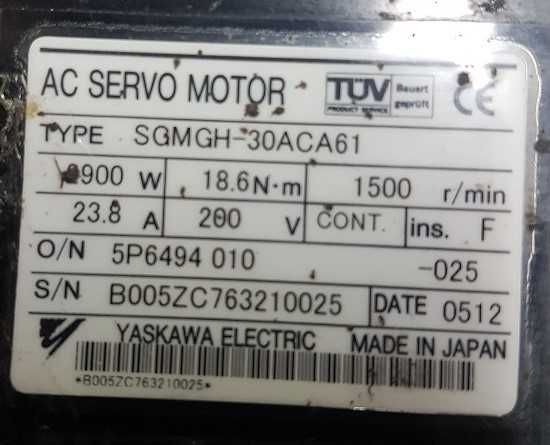 AC SERVO MOTOR TÜV PRODUCT SERVICE Bauart geprüft CE
TYPE SGMGH-30ACA61
2900 W 18.6 N·m 1500 r/min
23.8 A 200 V CONT. ins. F
O/N 5P6494 010 -025
S/N B005ZC763210025 DATE 0512
YASKAWA ELECTRIC MADE IN JAPAN
*B005ZC763210025*